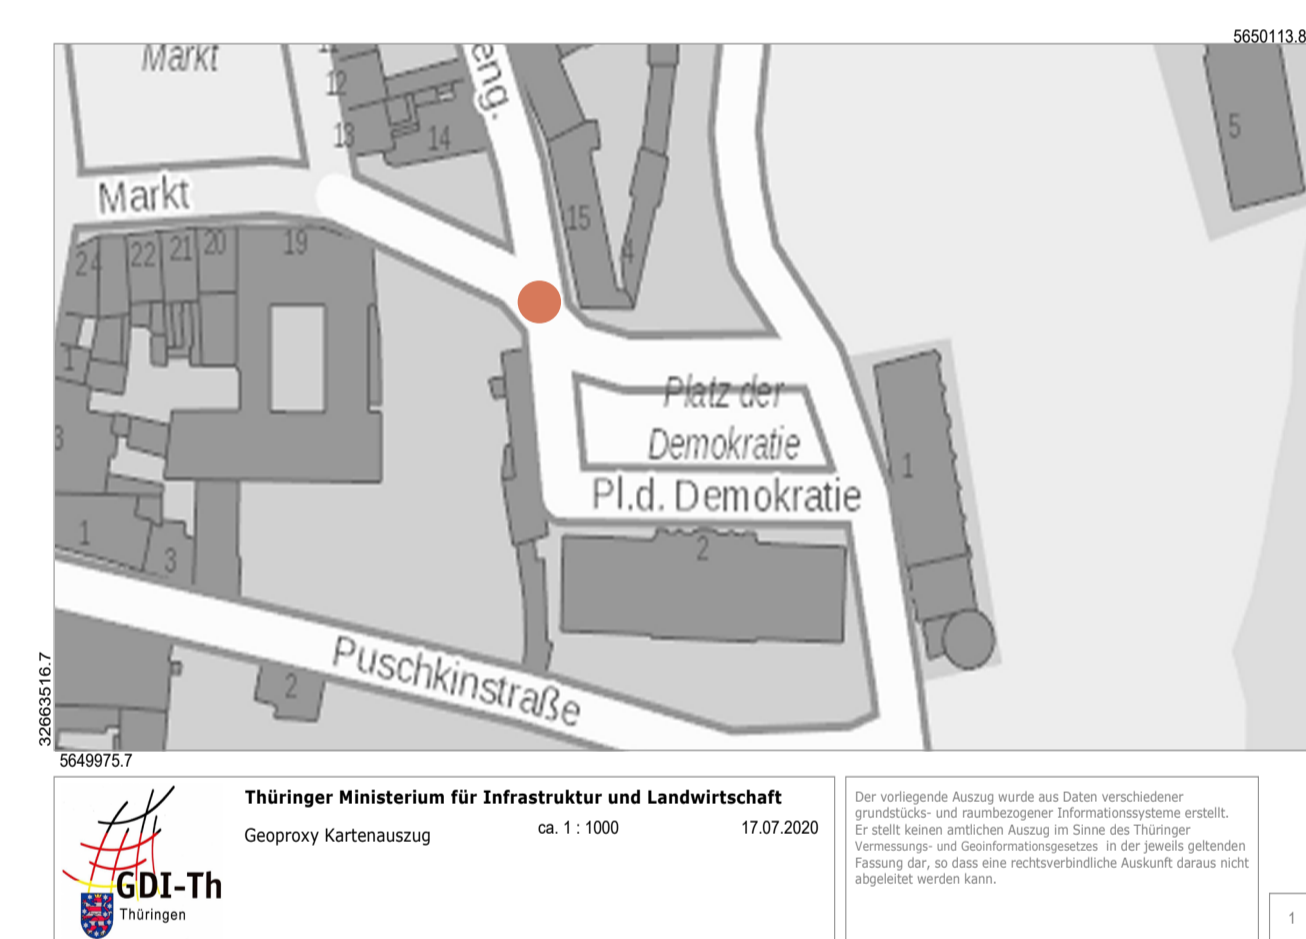 5650113.8
Markt
eng.
12
13
14
5
Markt
15
4
24
22
21
20
19
1
Platz der
Demokratie
3
1
Pl.d. Demokratie
1
3
2
Puschkinstraße
2
32663516.7
5649975.7
Thüringer Ministerium für Infrastruktur und Landwirtschaft
Geoproxy Kartenauszug
ca. 1 : 1000
17.07.2020
GDI-Th
Thüringen
Der vorliegende Auszug wurde aus Daten verschiedener
grundstücks- und raumbezogener Informationssysteme erstellt.
Er stellt keinen amtlichen Auszug im Sinne des Thüringer
Vermessungs- und Geoinformationsgesetzes in der jeweils geltenden
Fassung dar, so dass eine rechtsverbindliche Auskunft daraus nicht
abgeleitet werden kann.
1